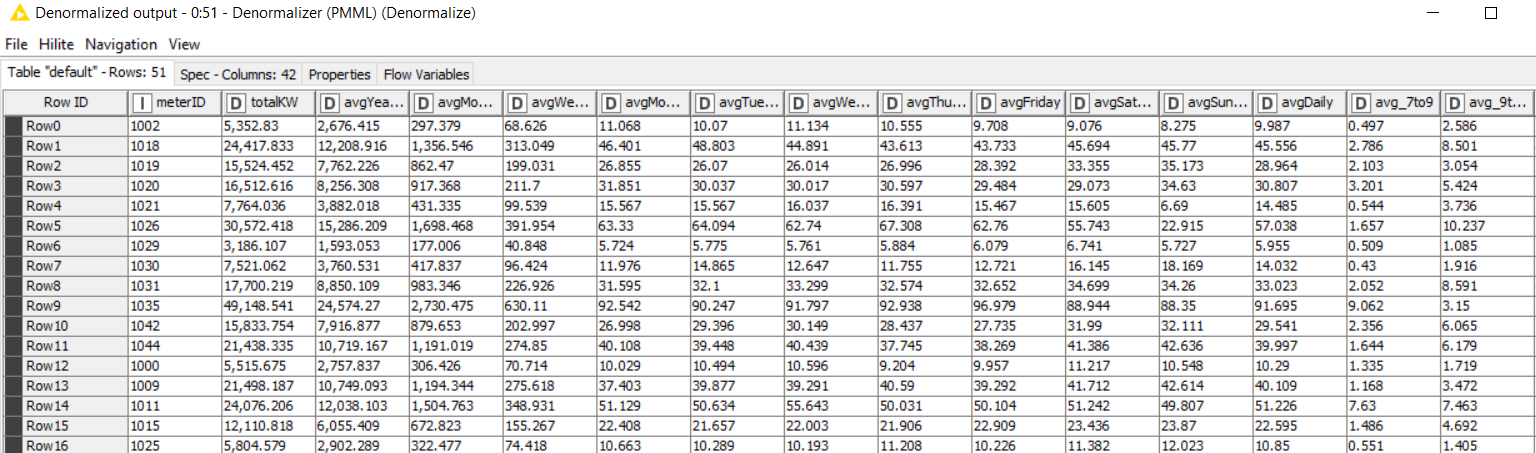 Denormalized output - 0:51 - Denormalizer (PMML) (Denormalize)
File Hilite Navigation View
Table "default" - Rows: 51 Spec - Columns: 42 Properties Flow Variables
Row ID I meterID D totalKW D avgYea... D avgMo... D avgWe... D avgMo... D avgTue... D avgWe... D avgThu... D avgFriday D avgSat... D avgSun... D avgDaily D avg_7to9 D avg_9t...
Row0 1002 5,352.83 2,676.415 297.379 68.626 11.068 10.07 11.134 10.555 9.708 9.076 8.275 9.987 0.497 2.586
Row1 1018 24,417.833 12,208.916 1,356.546 313.049 46.401 48.803 44.891 43.613 43.733 45.694 45.77 45.556 2.786 8.501
Row2 1019 15,524.452 7,762.226 862.47 199.031 26.855 26.07 26.014 26.996 28.392 33.355 35.173 28.964 2.103 3.054
Row3 1020 16,512.616 8,256.308 917.368 211.7 31.851 30.037 30.017 30.597 29.484 29.073 34.63 30.807 3.201 5.424
Row4 1021 7,764.036 3,882.018 431.335 99.539 15.567 15.567 16.037 16.391 15.467 15.605 6.69 14.485 0.544 3.736
Row5 1026 30,572.418 15,286.209 1,698.468 391.954 63.33 64.094 62.74 67.308 62.76 55.743 22.915 57.038 1.657 10.237
Row6 1029 3,186.107 1,593.053 177.006 40.848 5.724 5.775 5.761 5.884 6.079 6.741 5.727 5.955 0.509 1.085
Row7 1030 7,521.062 3,760.531 417.837 96.424 11.976 14.865 12.647 11.755 12.721 16.145 18.169 14.032 0.43 1.916
Row8 1031 17,700.219 8,850.109 983.346 226.926 31.595 32.1 33.299 32.574 32.652 34.699 34.26 33.023 2.052 8.591
Row9 1035 49,148.541 24,574.27 2,730.475 630.11 92.542 90.247 91.797 92.938 96.979 88.944 88.35 91.695 9.062 3.15
Row10 1042 15,833.754 7,916.877 879.653 202.997 26.998 29.396 30.149 28.437 27.735 31.99 32.111 29.541 2.356 6.065
Row11 1044 21,438.335 10,719.167 1,191.019 274.85 40.108 39.448 40.439 37.745 38.269 41.386 42.636 39.997 1.644 6.179
Row12 1000 5,515.675 2,757.837 306.426 70.714 10.029 10.494 10.596 9.204 9.957 11.217 10.548 10.29 1.335 1.719
Row13 1009 21,498.187 10,749.093 1,194.344 275.618 37.403 39.877 39.291 40.59 39.292 41.712 42.614 40.109 1.168 3.472
Row14 1011 24,076.206 12,038.103 1,504.763 348.931 51.129 50.634 55.643 50.031 50.104 51.242 49.807 51.226 7.63 7.463
Row15 1015 12,110.818 6,055.409 672.823 155.267 22.408 21.657 22.003 21.906 22.909 23.436 23.87 22.595 1.486 4.692
Row16 1025 5,804.579 2,902.289 322.477 74.418 10.663 10.289 10.193 11.208 10.226 11.382 12.023 10.85 0.551 1.405